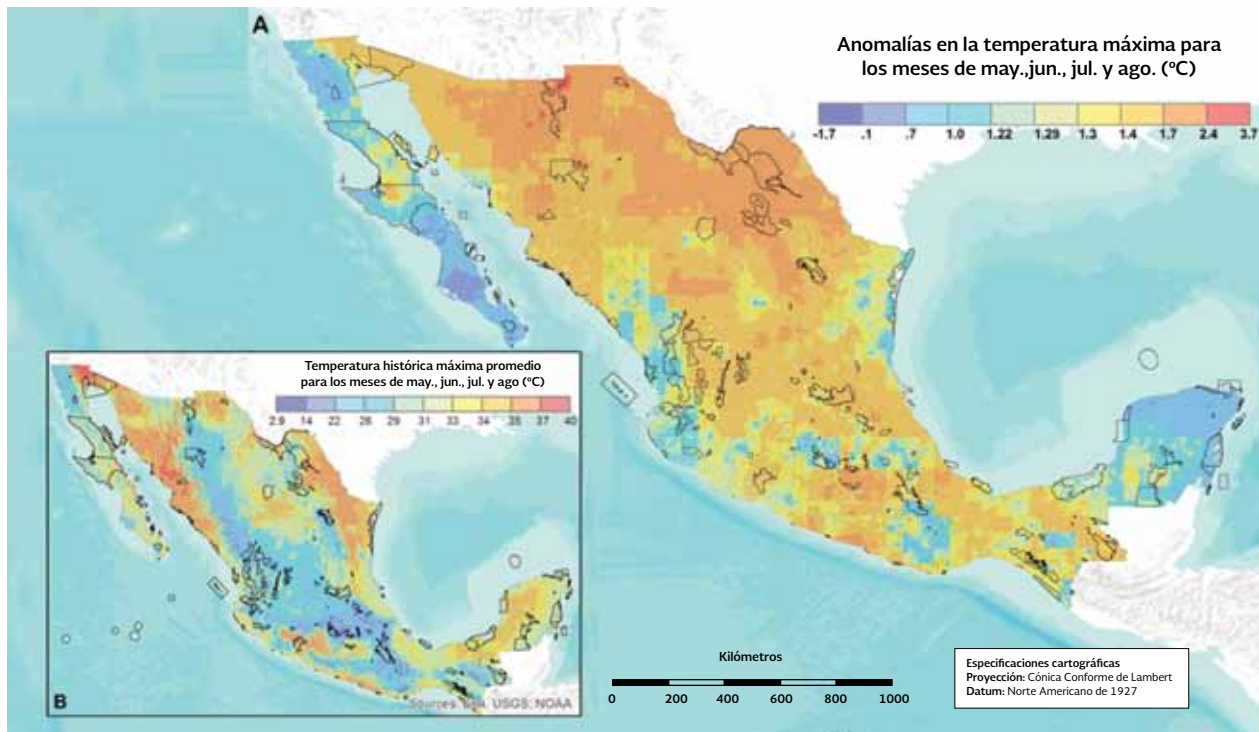 A
Anomalías en la temperatura máxima para
los meses de may.,jun., jul. y ago. (ºC)
-1.7 .1 .7 1.0 1.22 1.29 1.3 1.4 1.7 2.4 3.7
Temperatura histórica máxima promedio
para los meses de may., jun., jul. y ago (ºC)
2.9 14 22 28 29 31 33 34 35 37 40
B
Sources: USGS, NOAA
Kilómetros
0 200 400 600 800 1000
Especificaciones cartográficas
Proyección: Cónica Conforme de Lambert
Datum: Norte Americano de 1927